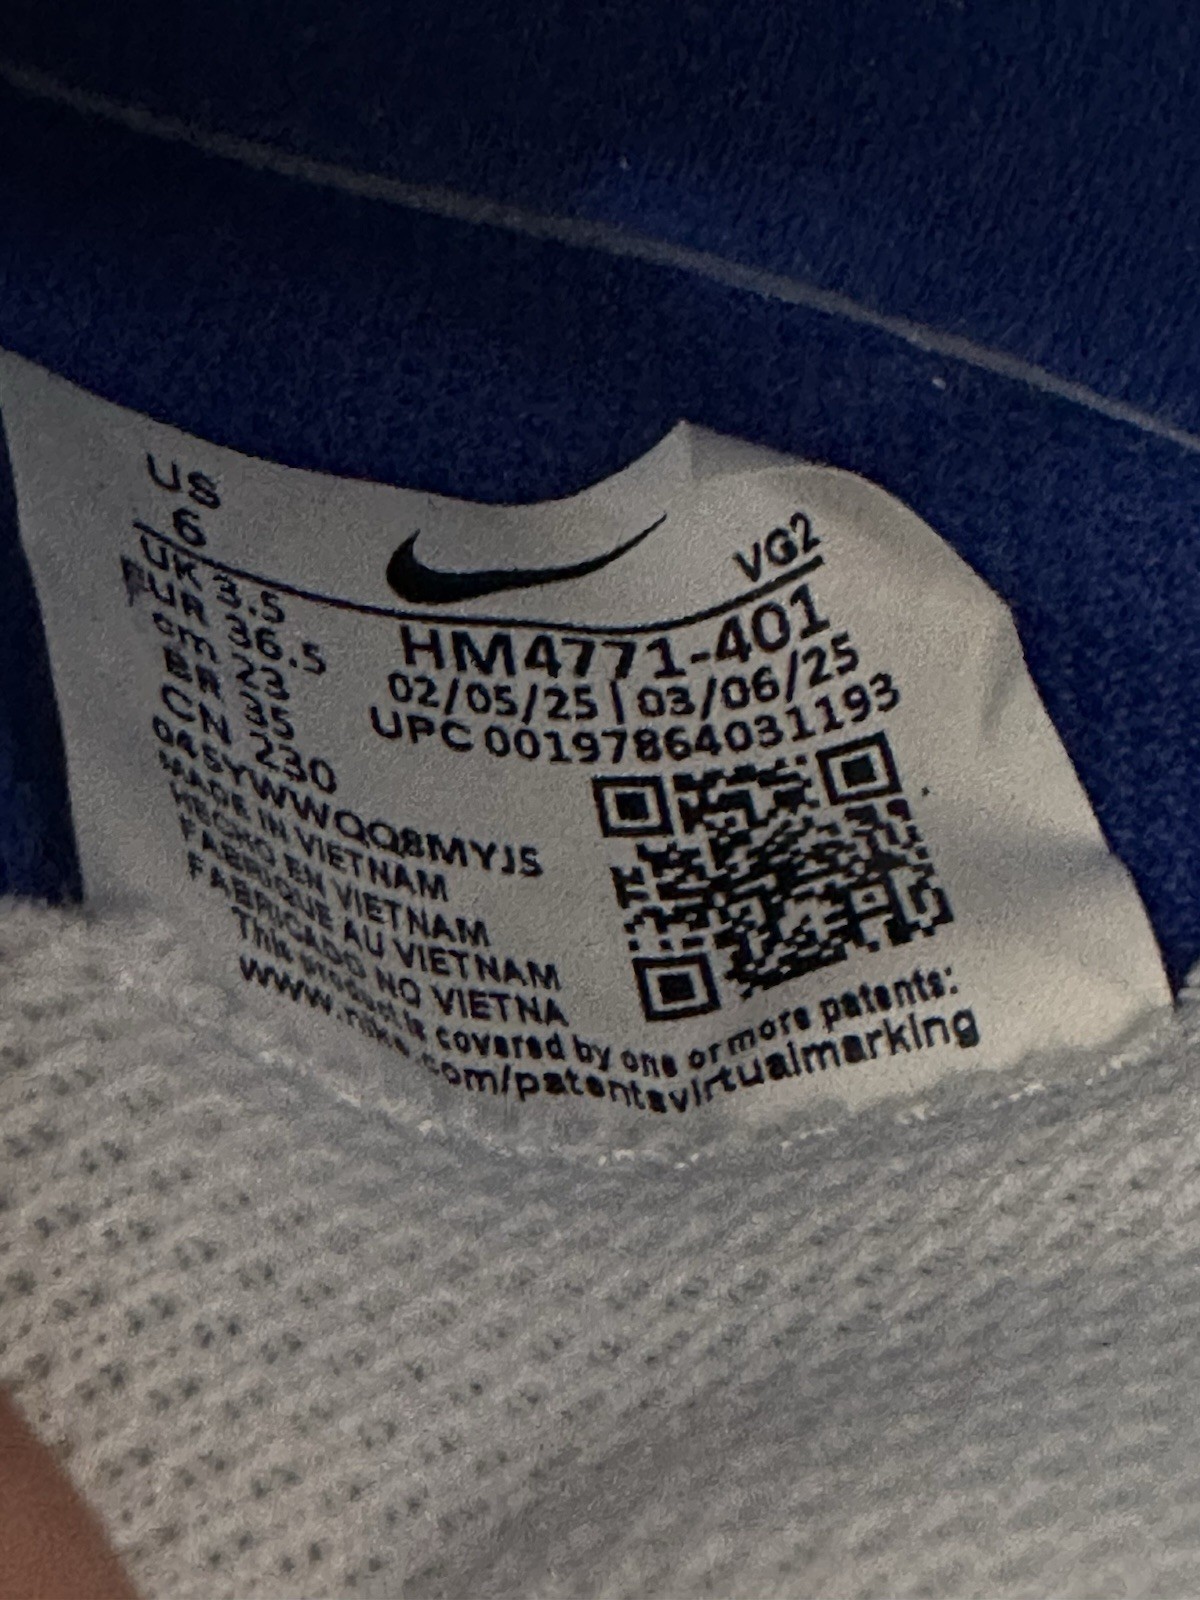 US
6
UK 3.5
EUR 36.5
cm 23
BR 35
CN 230
VG2
HM4771-401
02/05/25 | 03/06/25
UPC 00197864031193
045YWWQQ8MYJ5
MADE IN VIETNAM
HECHO EN VIETNAM
FABRIQUE AU VIETNAM
FABRICADO NO VIETNA
This product is covered by one or more patents:
www.nike.com/patentsvirtualmarking